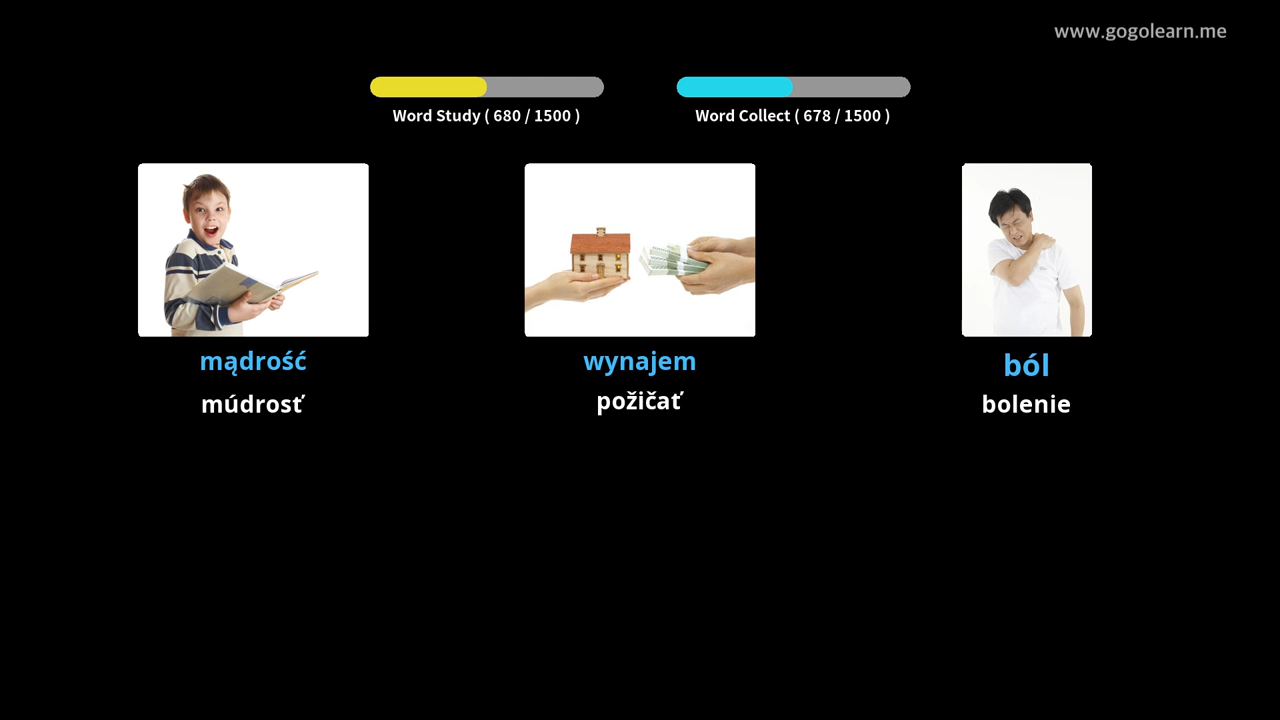 www.gogolearn.me
Word Study ( 680 / 1500 )
Word Collect ( 678 / 1500 )
mądrość
wynajem
ból
múdrosť
požičať
bolenie